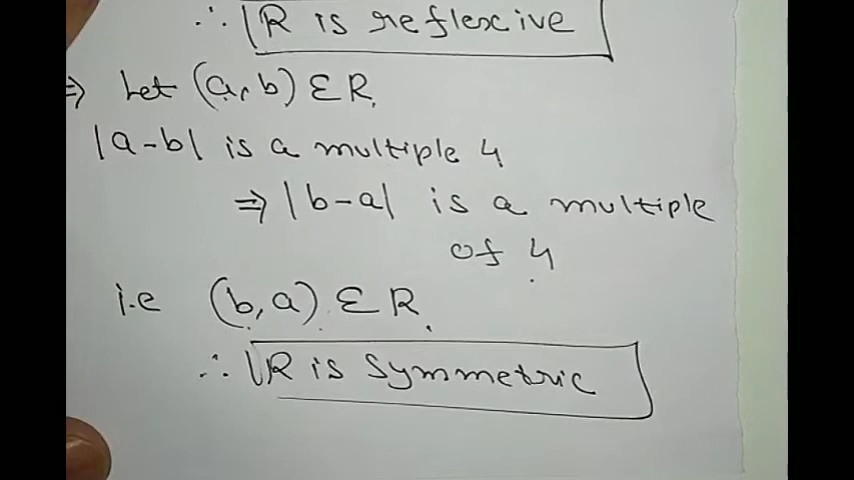 ∴ R is reflexive
⇒ Let (a, b) ∈ R.
|a-b| is a multiple 4
⇒ |b-a| is a multiple
of 4
i.e (b, a) ∈ R.
∴ R is Symmetric